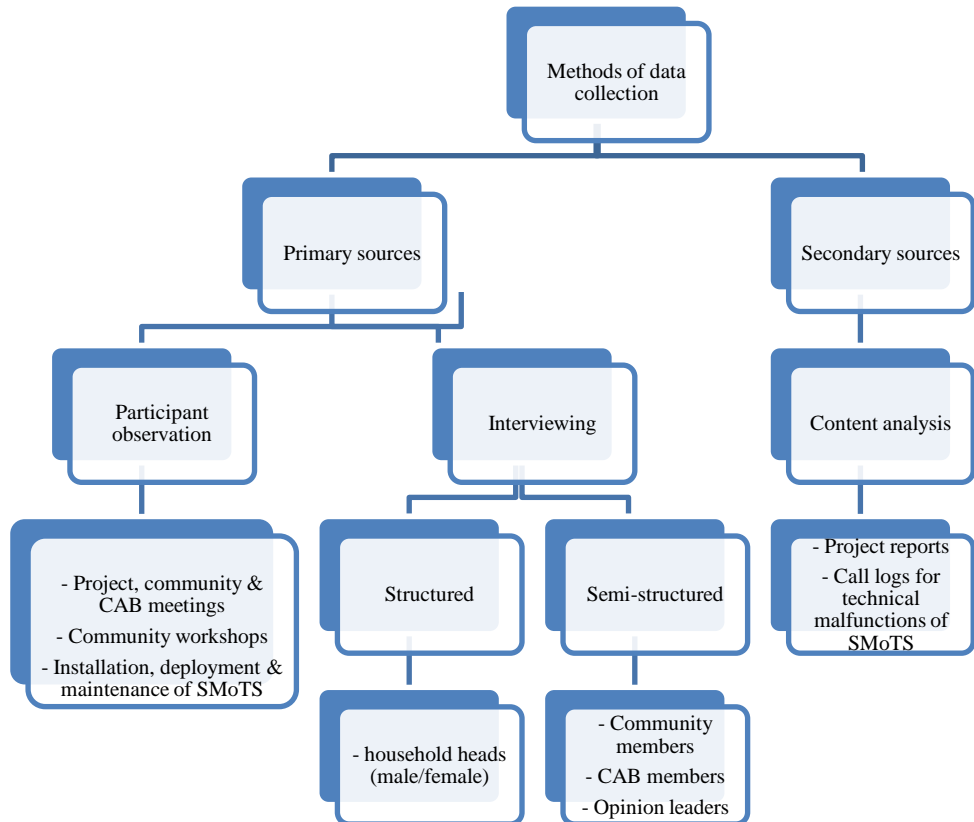 Methods of data
collection
Primary sources
Secondary sources
Participant
observation
Interviewing
Content analysis
- Project, community &
CAB meetings
- Community workshops
- Installation, deployment &
maintenance of SMoTS
Structured
Semi-structured
- Project reports
- Call logs for
technical
malfunctions of
SMoTS
- household heads
(male/female)
- Community
members
- CAB members
- Opinion leaders